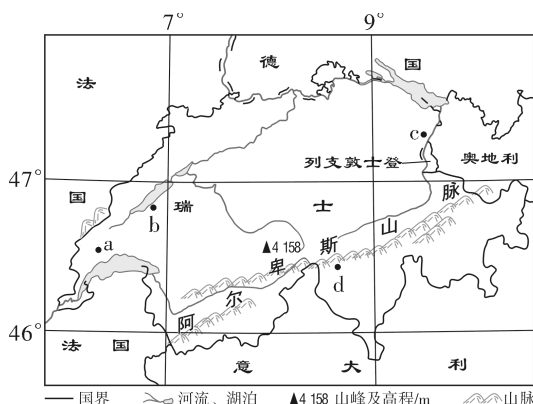 7° 9°
德 国
法
c
列支敦士登 奥地利
47°
国 瑞 士 山 脉
b
a ▲4 158 斯
卑 d
尔
阿
46°
法 国 意 大 利
国界 河流、湖泊 ▲4 158 山峰及高程/m 山脉